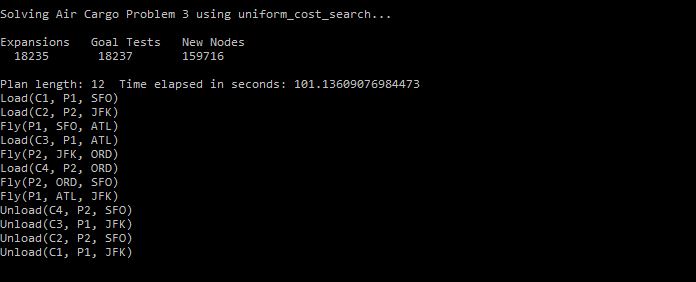 Solving Air Cargo Problem 3 using uniform_cost_search...
Expansions   Goal Tests   New Nodes
18235   18237   159716
Plan length: 12  Time elapsed in seconds: 101.13609076984473
Load(C1, P1, SFO)
Load(C2, P2, JFK)
Fly(P1, SFO, ATL)
Load(C3, P1, ATL)
Fly(P2, JFK, ORD)
Load(C4, P2, ORD)
Fly(P2, ORD, SFO)
Fly(P1, ATL, JFK)
Unload(C4, P2, SFO)
Unload(C3, P1, JFK)
Unload(C2, P2, SFO)
Unload(C1, P1, JFK)